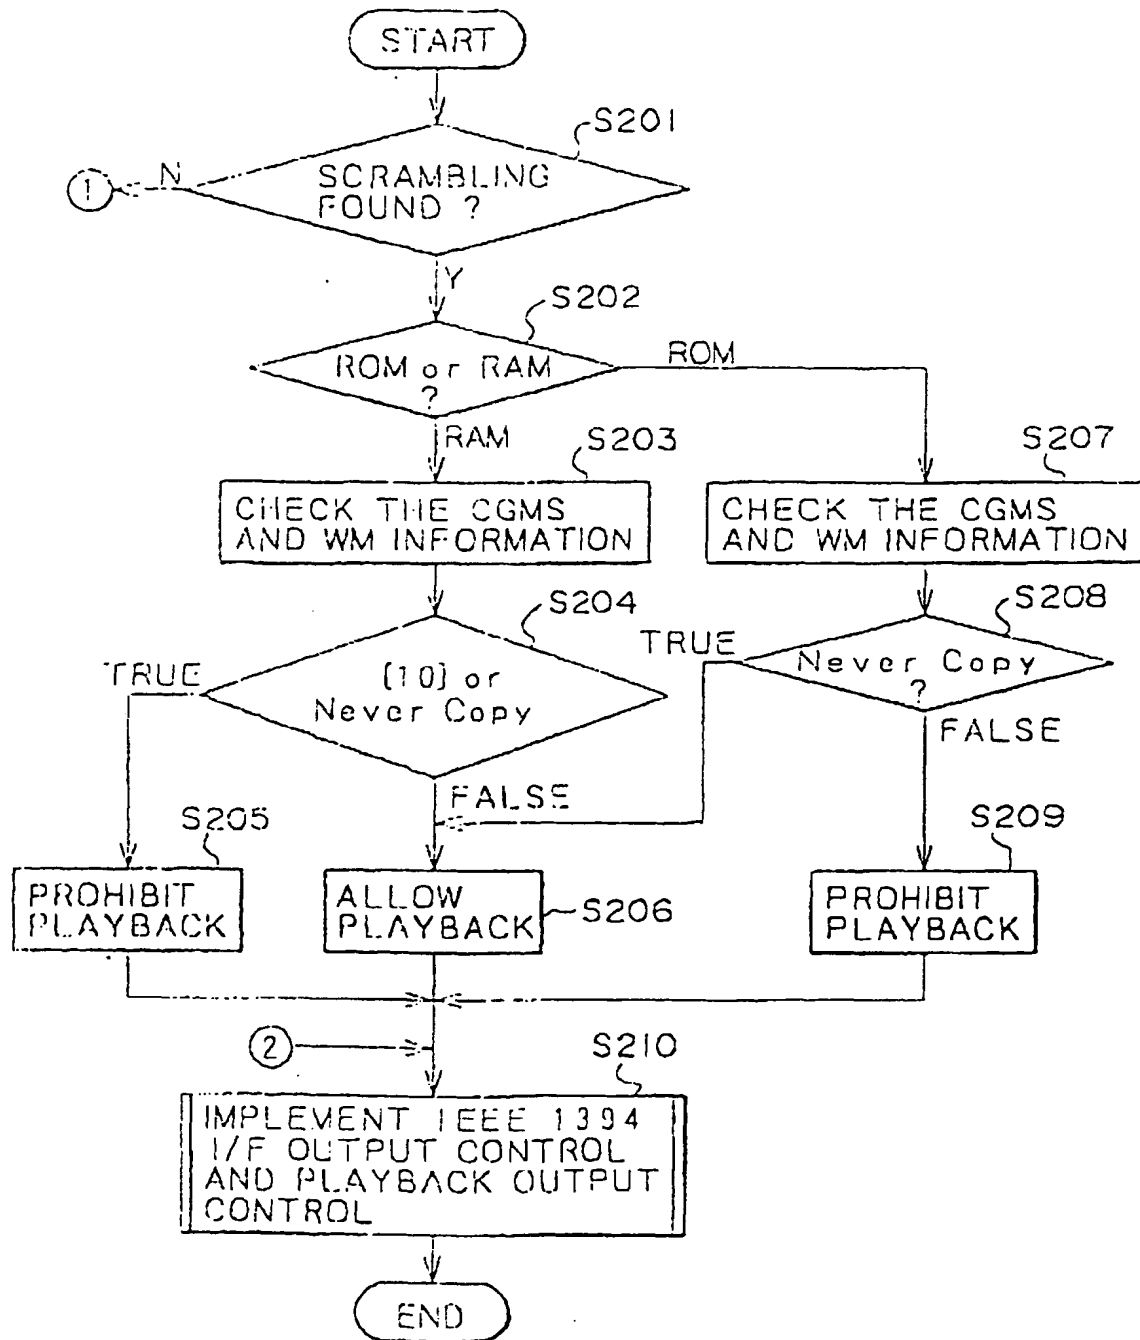 START
S201
SCRAMBLING
FOUND ?
N
1
Y
S202
ROM or RAM
?
ROM
RAM
S203
S207
CHECK THE CGMS
AND WM INFORMATION
CHECK THE CGMS
AND WM INFORMATION
S204
S208
TRUE
[10] or
Never Copy
TRUE
Never Copy
?
FALSE
FALSE
S205
S209
PROHIBIT
PLAYBACK
ALLOW
PLAYBACK
S206
PROHIBIT
PLAYBACK
2
S210
IMPLEMENT IEEE 1394
I/F OUTPUT CONTROL
AND PLAYBACK OUTPUT
CONTROL
END